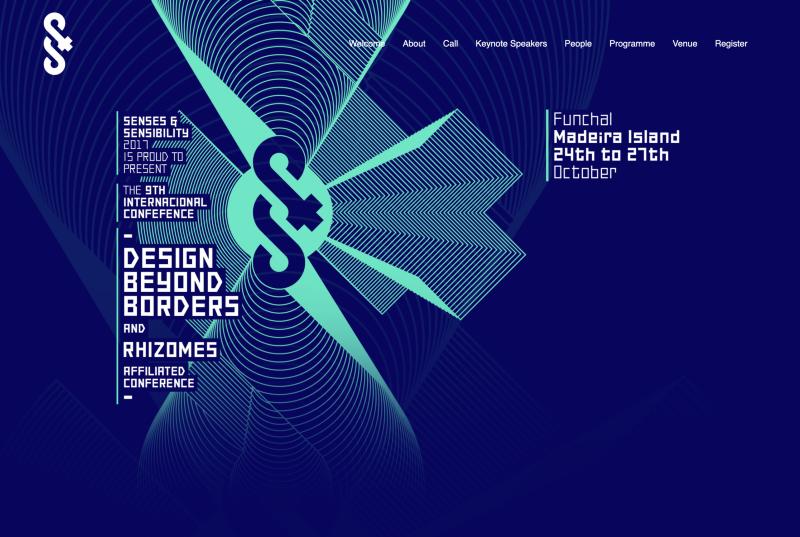 Welcome About Call Keynote Speakers People Programme Venue Register
SENSES &
SENSIBILITY
2017
IS PROUD TO
PRESENT
THE 9TH
INTERNACIONAL
CONFEFENCE
–
DESIGN
BEYOND
BORDERS
AND
RHIZOMES
AFFILIATED
CONFERENCE
–
Funchal
Madeira Island
24th to 27th
October